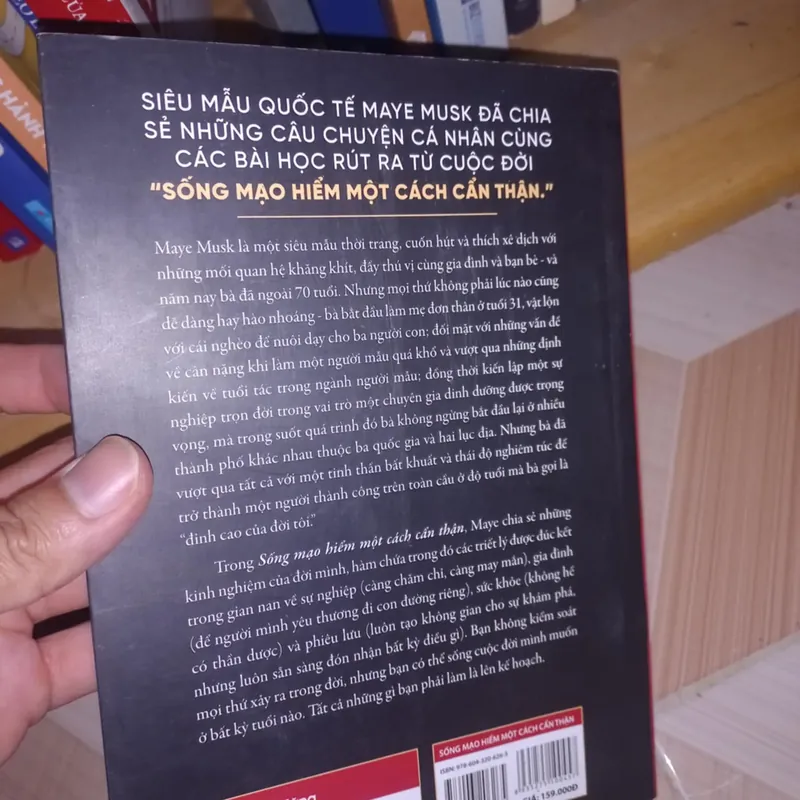 SIÊU MẪU QUỐC TẾ MAYE MUSK ĐÃ CHIA
SẺ NHỮNG CÂU CHUYỆN CÁ NHÂN CÙNG
CÁC BÀI HỌC RÚT RA TỪ CUỘC ĐỜI
“SỐNG MẠO HIỂM MỘT CÁCH CẨN THẬN.”
Maye Musk là một siêu mẫu thời trang, cuốn hút và thích xê dịch với
những mối quan hệ khăng khít, đầy thú vị cùng gia đình và bạn bè - và
năm nay bà đã ngoài 70 tuổi. Nhưng mọi thứ không phải lúc nào cũng
dễ dàng hay hào nhoáng - bà bắt đầu làm mẹ đơn thân ở tuổi 31, vật lộn
với cái nghèo để nuôi dạy cho ba người con; đối mặt với những vấn đề
về cân nặng khi làm một người mẫu quá khổ và vượt qua những định
kiến về tuổi tác trong ngành người mẫu; đồng thời kiến lập một sự
nghiệp trọn đời trong vai trò một chuyên gia dinh dưỡng được trọng
vọng, mà trong suốt quá trình đó bà không ngừng bắt đầu lại ở nhiều
thành phố khác nhau thuộc ba quốc gia và hai lục địa. Nhưng bà đã
vượt qua tất cả với một tinh thần bất khuất và thái độ nghiêm túc để
trở thành một người thành công trên toàn cầu ở độ tuổi mà bà gọi là
“đỉnh cao của đời tôi.”
Trong Sống mạo hiểm một cách cẩn thận, Maye chia sẻ những
kinh nghiệm của đời mình, hàm chứa trong đó các triết lý được đúc kết
trong gian nan về sự nghiệp (càng chăm chỉ, càng may mắn), gia đình
(để người mình yêu thương đi con đường riêng), sức khỏe (không hề
có thần dược) và phiêu lưu (luôn tạo không gian cho sự khám phá,
nhưng luôn sẵn sàng đón nhận bất kỳ điều gì). Bạn không kiểm soát
mọi thứ xảy ra trong đời, nhưng bạn có thể sống cuộc đời mình muốn
ở bất kỳ tuổi nào. Tất cả những gì bạn phải làm là lên kế hoạch.
SỐNG MẠO HIỂM MỘT CÁCH CẨN THẬN
GIÁ: 159.000Đ